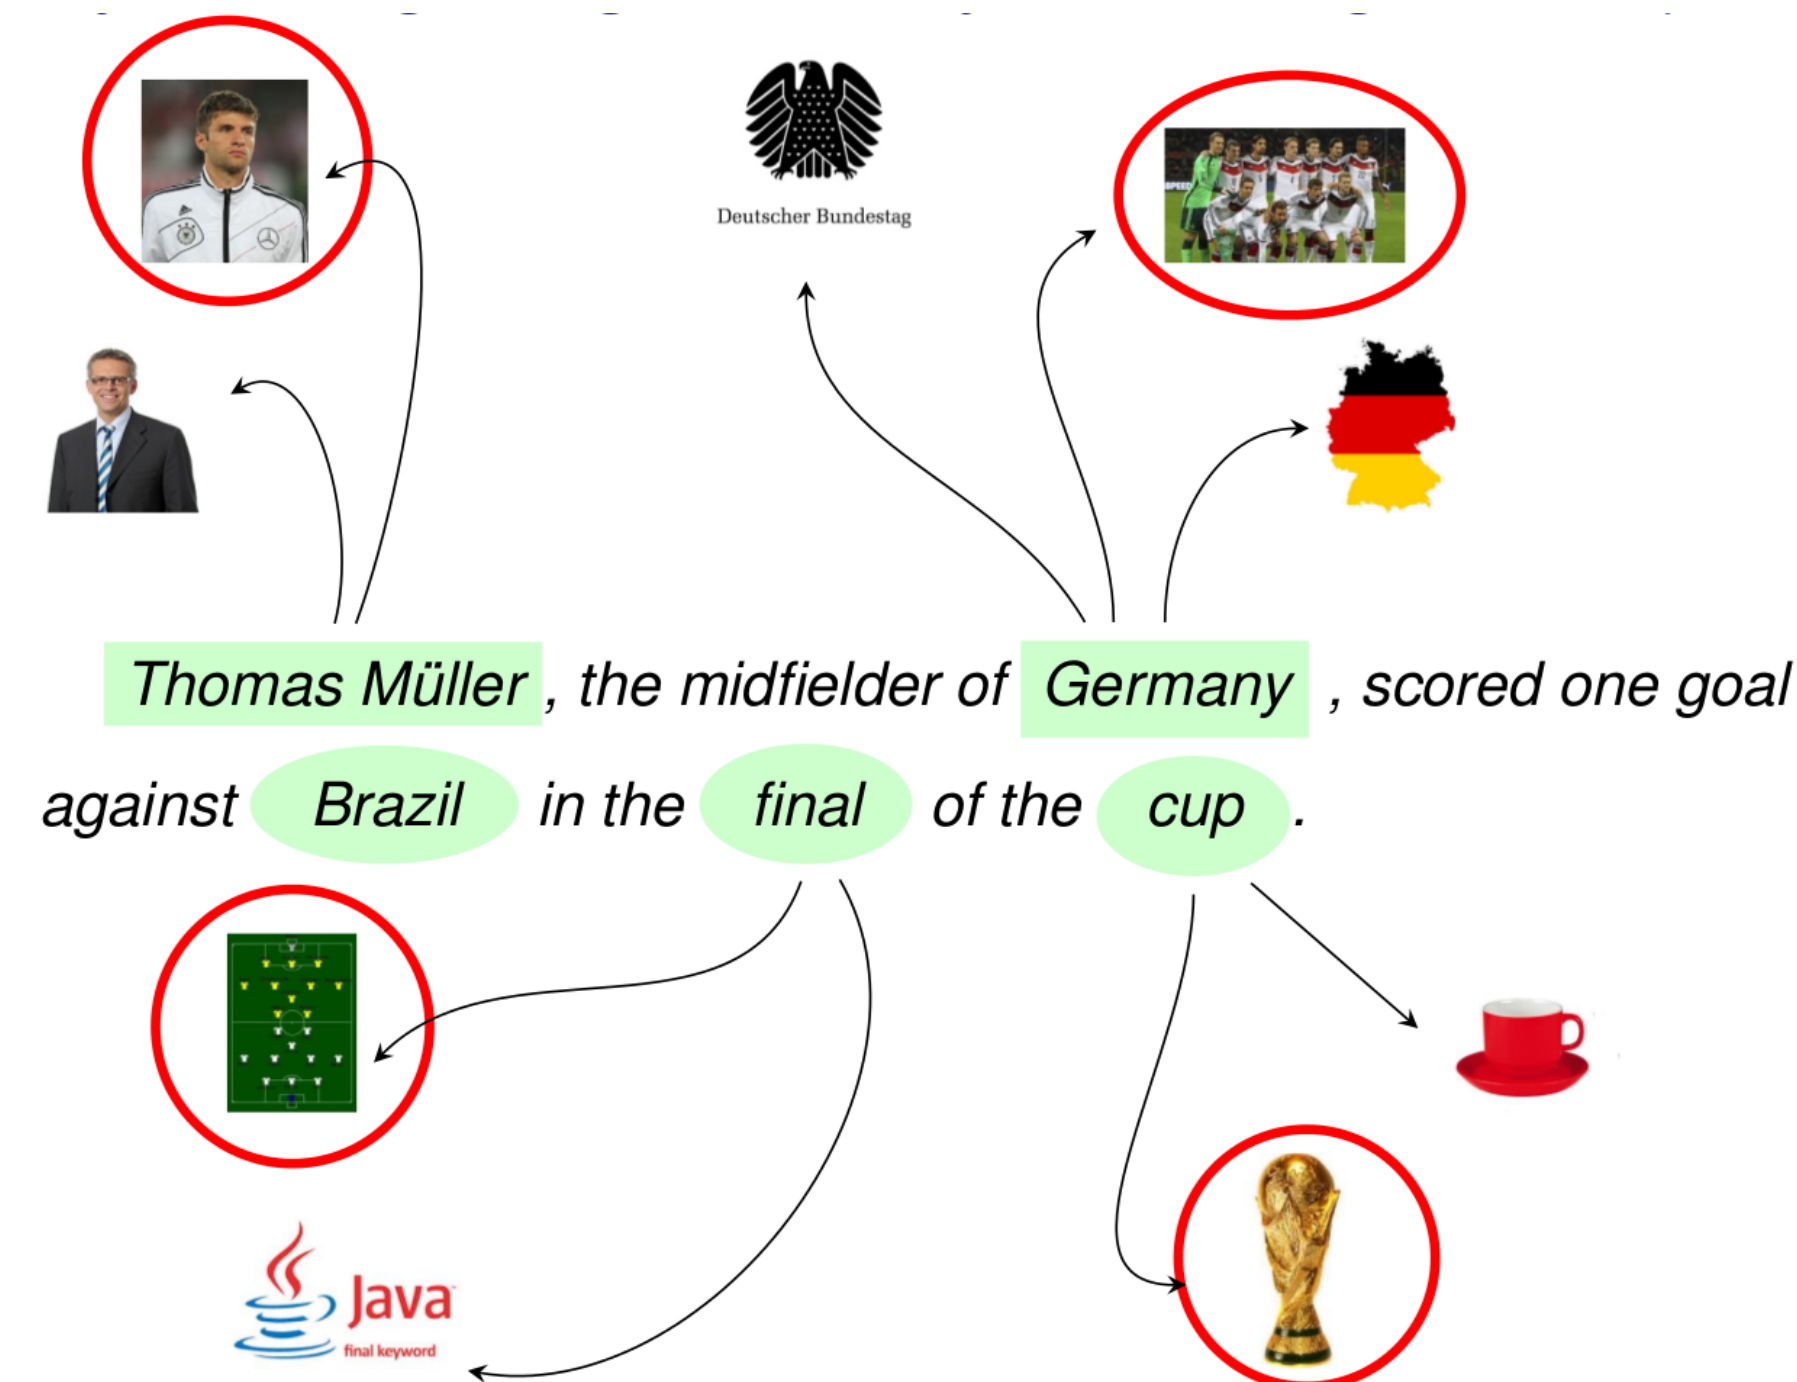 Deutscher Bundestag
SPEED
Thomas Müller , the midfielder of Germany , scored one goal
against Brazil in the final of the cup .
Java
final keyword